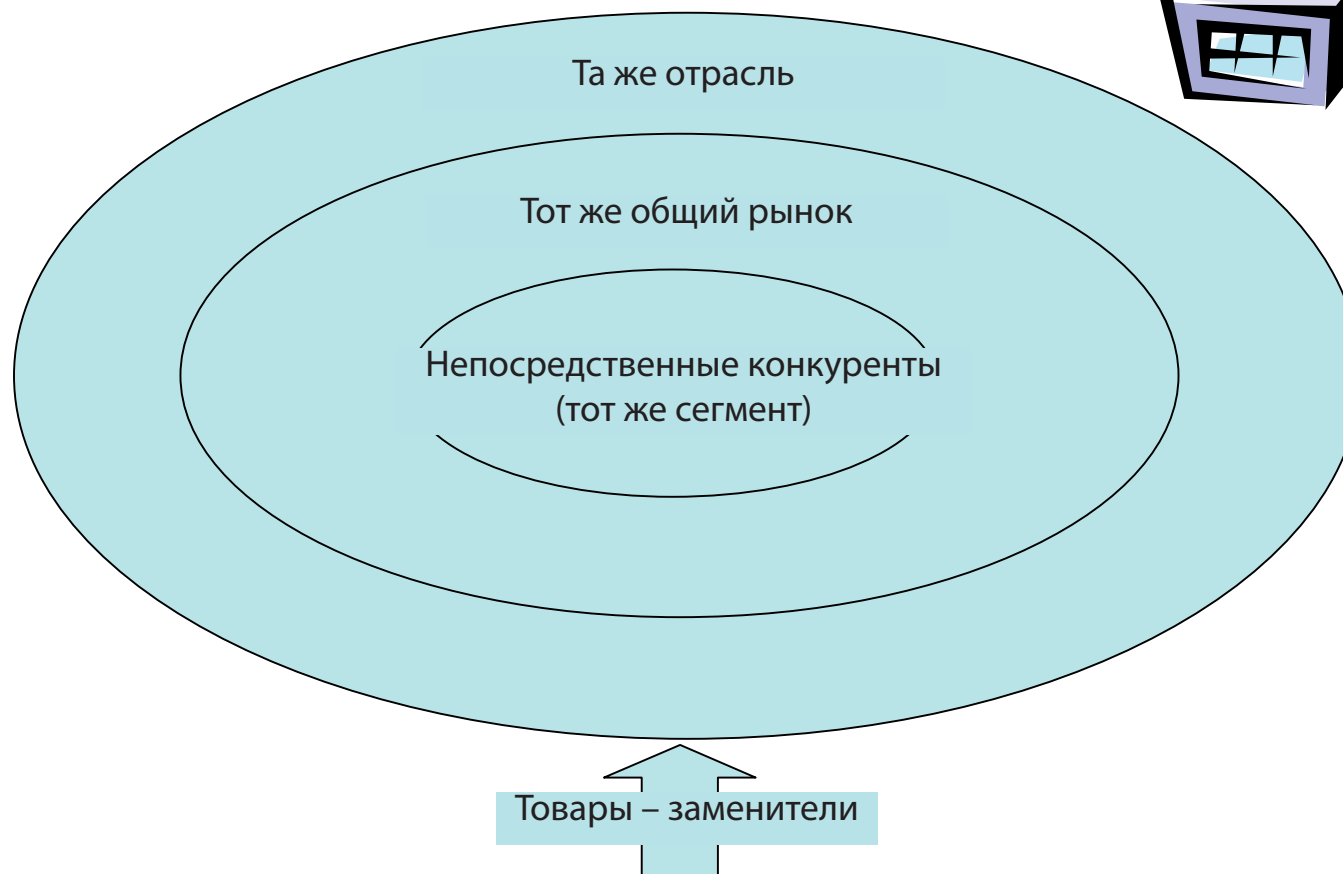 Та же отрасль
Тот же общий рынок
Непосредственные конкуренты
(тот же сегмент)
Товары – заменители